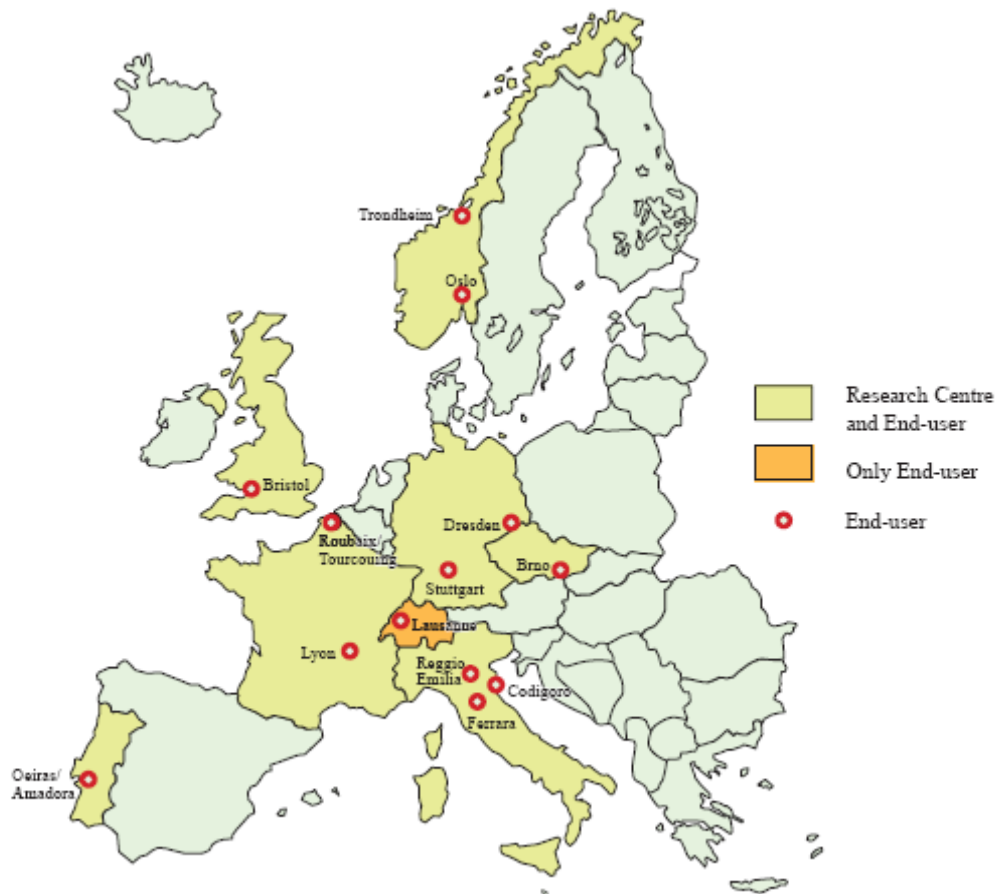 Trondheim
Oslo
Research Centre
and End-user
Only End-user
End-user
Bristol
Dresden
Roubaix/
Tourcouing
Brno
Stuttgart
Lausanne
Lyon
Reggio
Emilia
Codigoro
Ferrara
Oeiras/
Amadora